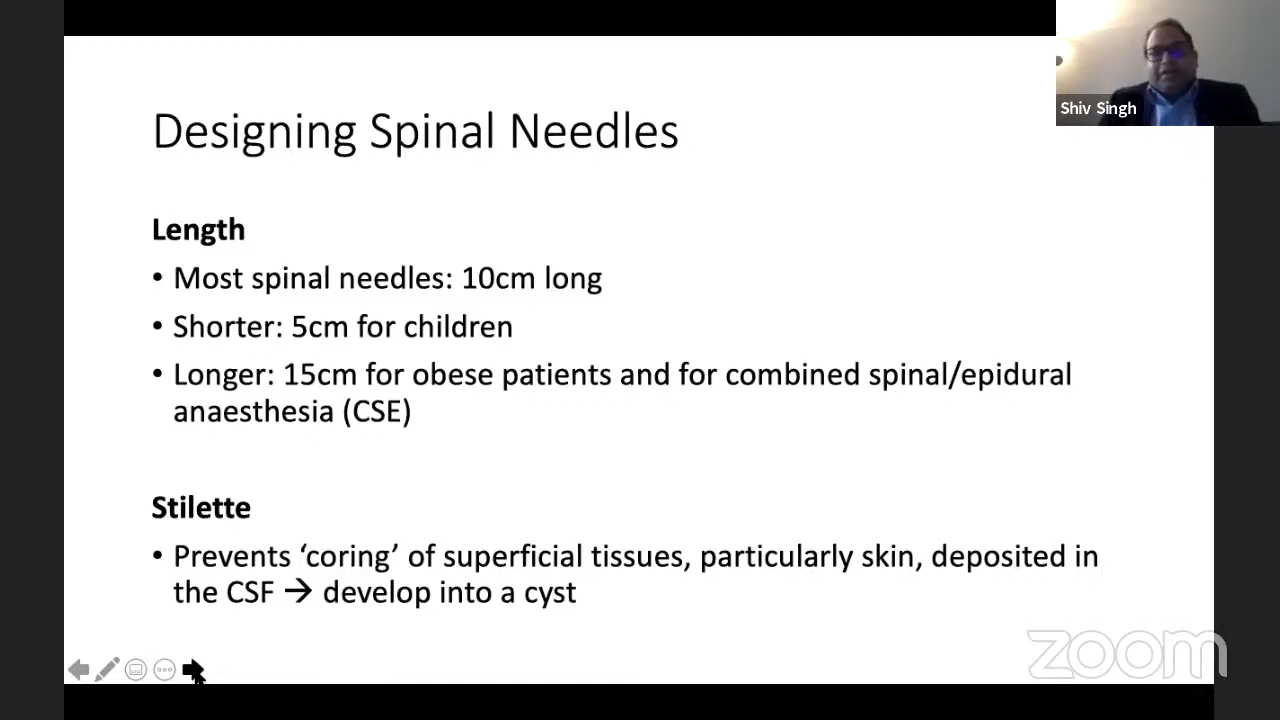 Shiv Singh
Designing Spinal Needles
Length
• Most spinal needles: 10cm long
• Shorter: 5cm for children
• Longer: 15cm for obese patients and for combined spinal/epidural
anaesthesia (CSE)
Stilette
• Prevents ‘coring’ of superficial tissues, particularly skin, deposited in
the CSF → develop into a cyst
zoom